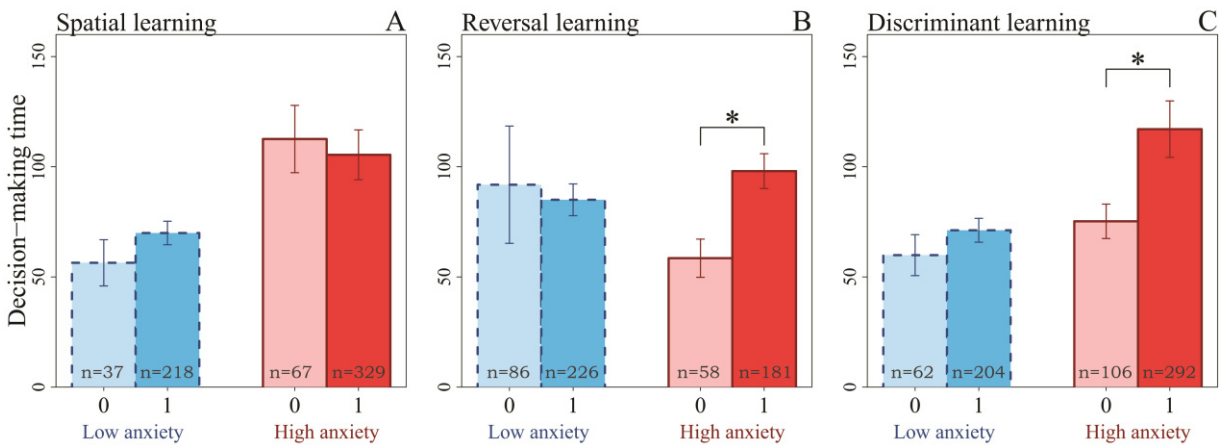 Spatial learning A
Reversal learning B
Discriminant learning C
Decision-making time
0 50 100 150
n=37 n=218 n=67 n=329
0 1 0 1
Low anxiety High anxiety
0 50 100 150
*
n=86 n=226 n=58 n=181
0 1 0 1
Low anxiety High anxiety
0 50 100 150
*
n=62 n=204 n=106 n=292
0 1 0 1
Low anxiety High anxiety